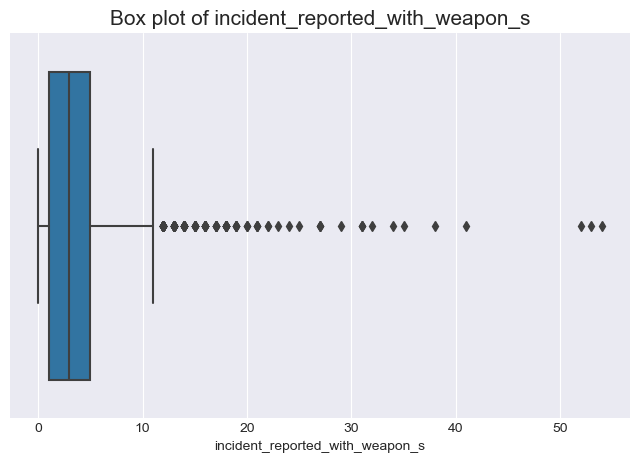 Box plot of incident_reported_with_weapon_s
0 10 20 30 40 50
incident_reported_with_weapon_s